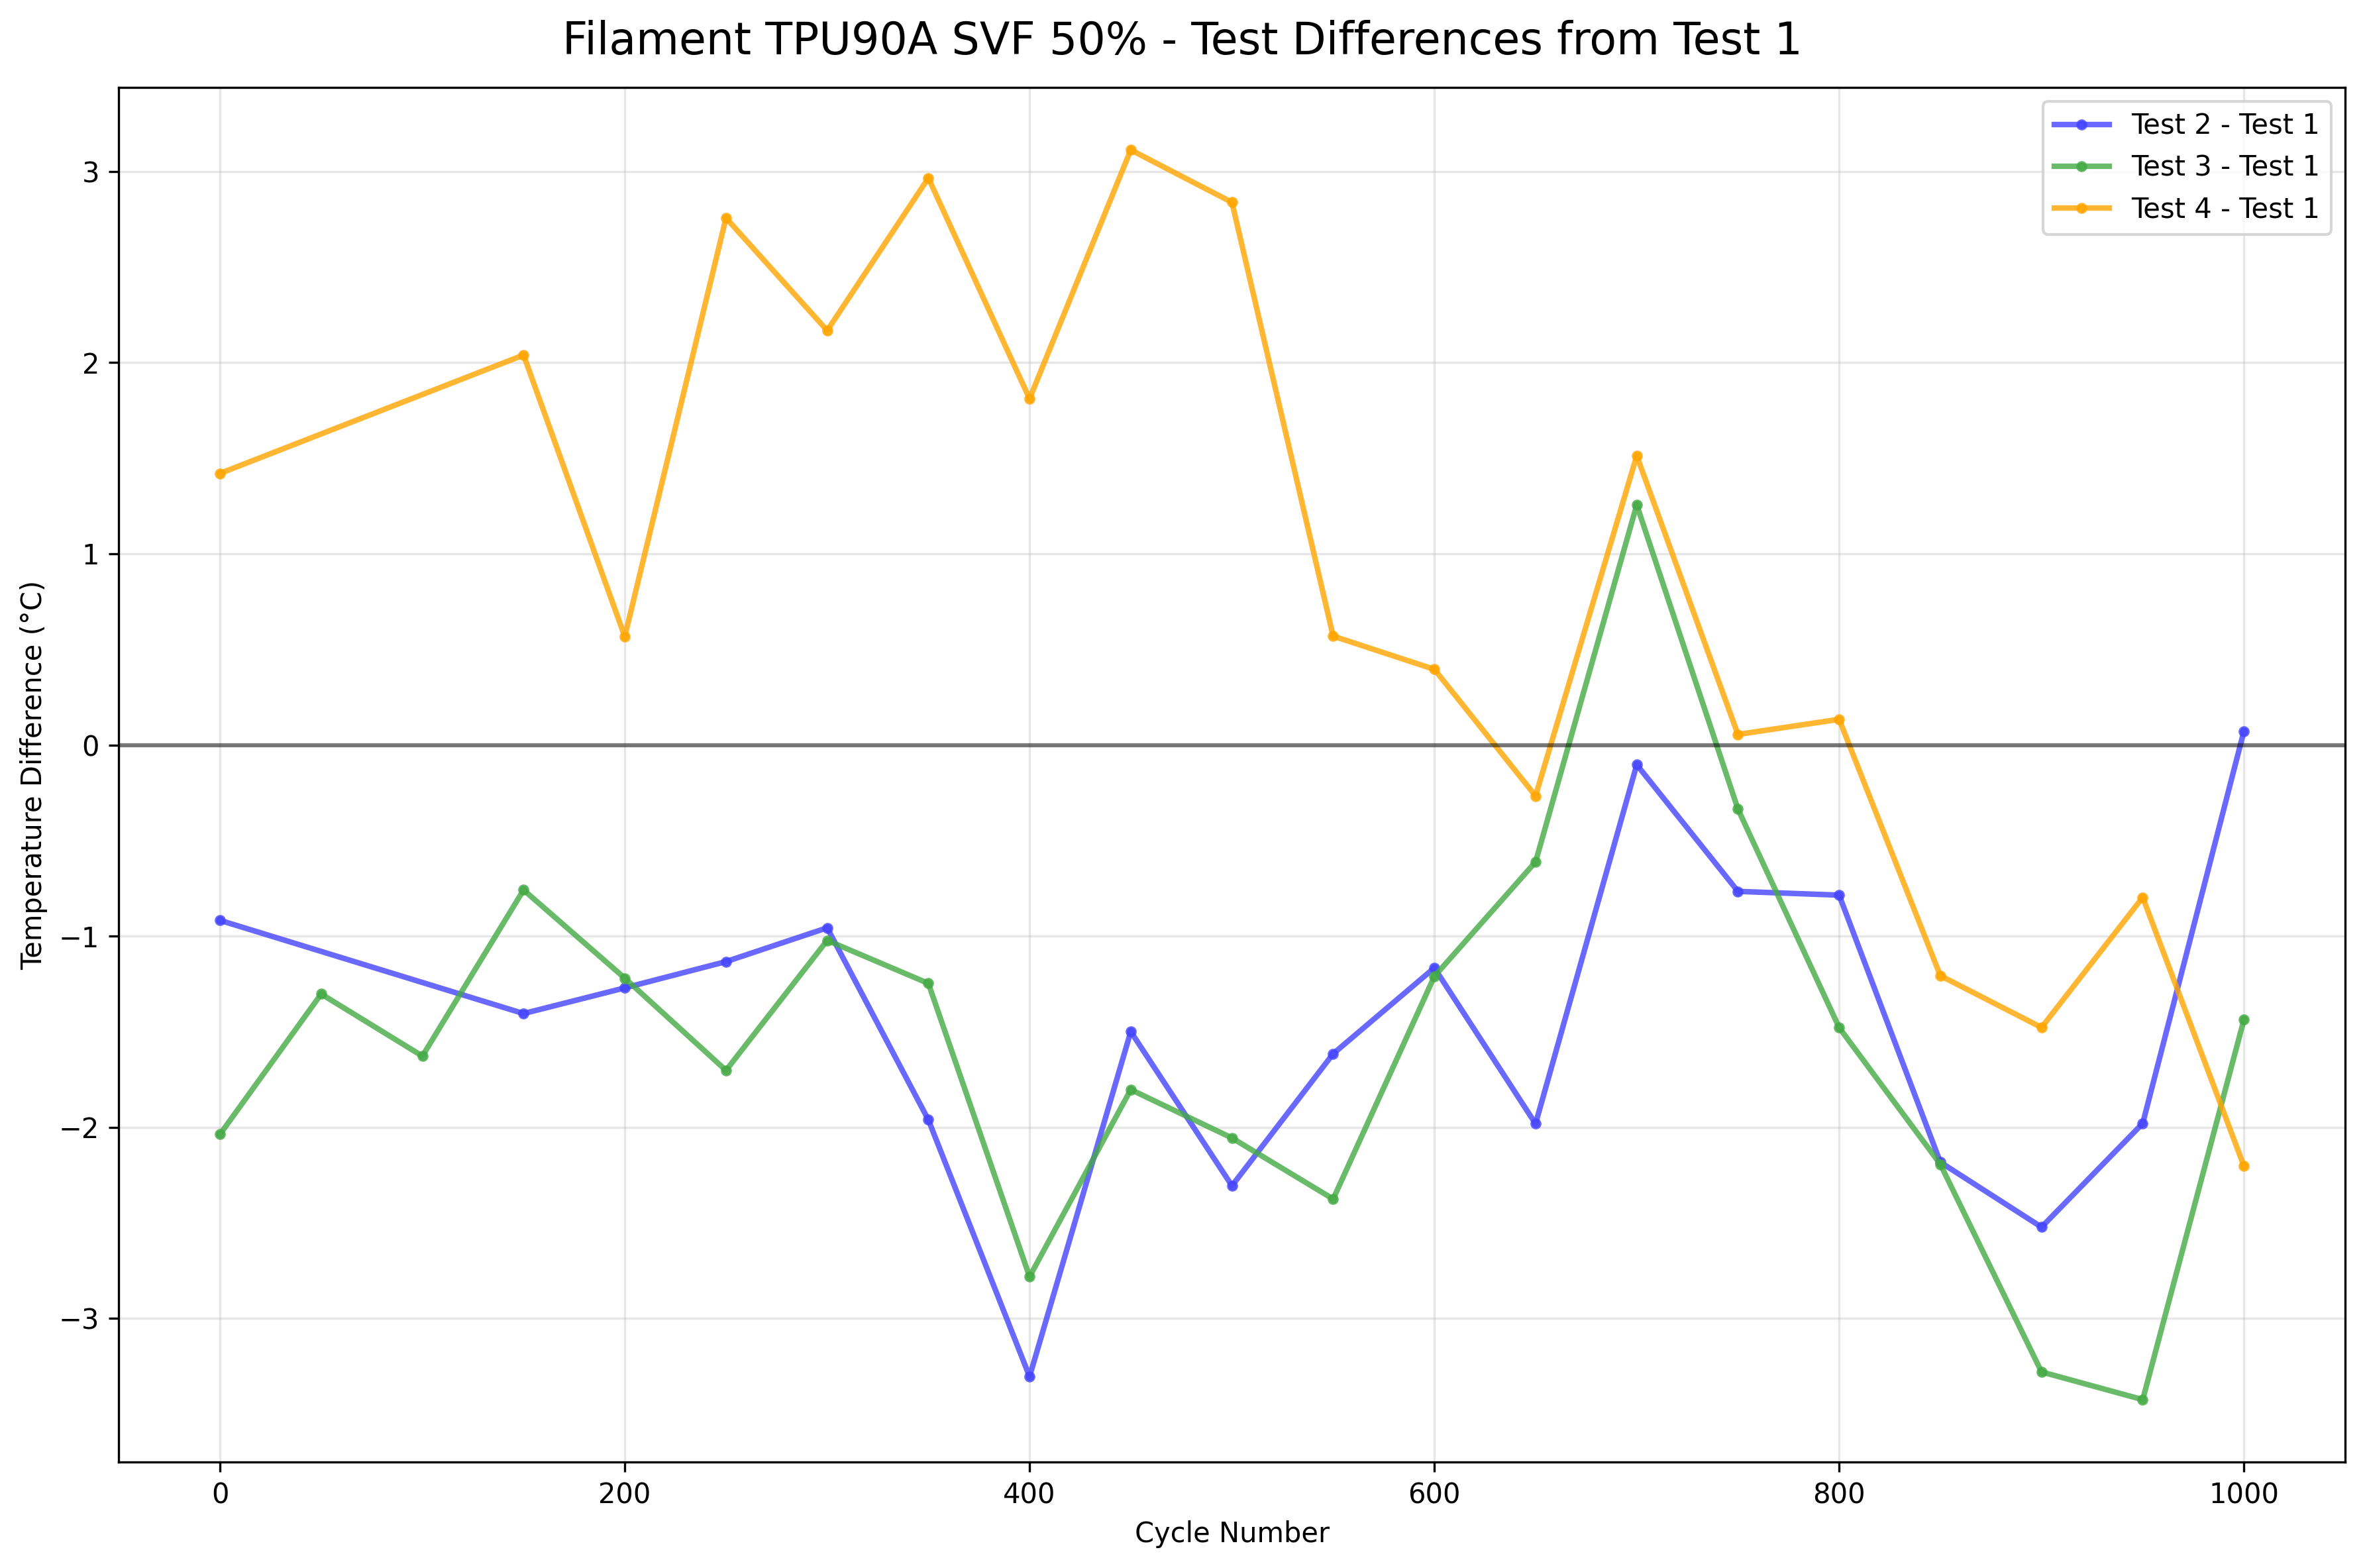 Filament TPU90A SVF 50% - Test Differences from Test 1
Test 2 - Test 1
Test 3 - Test 1
Test 4 - Test 1
Temperature Difference (°C)
3
2
1
0
−1
−2
−3
0 200 400 600 800 1000
Cycle Number